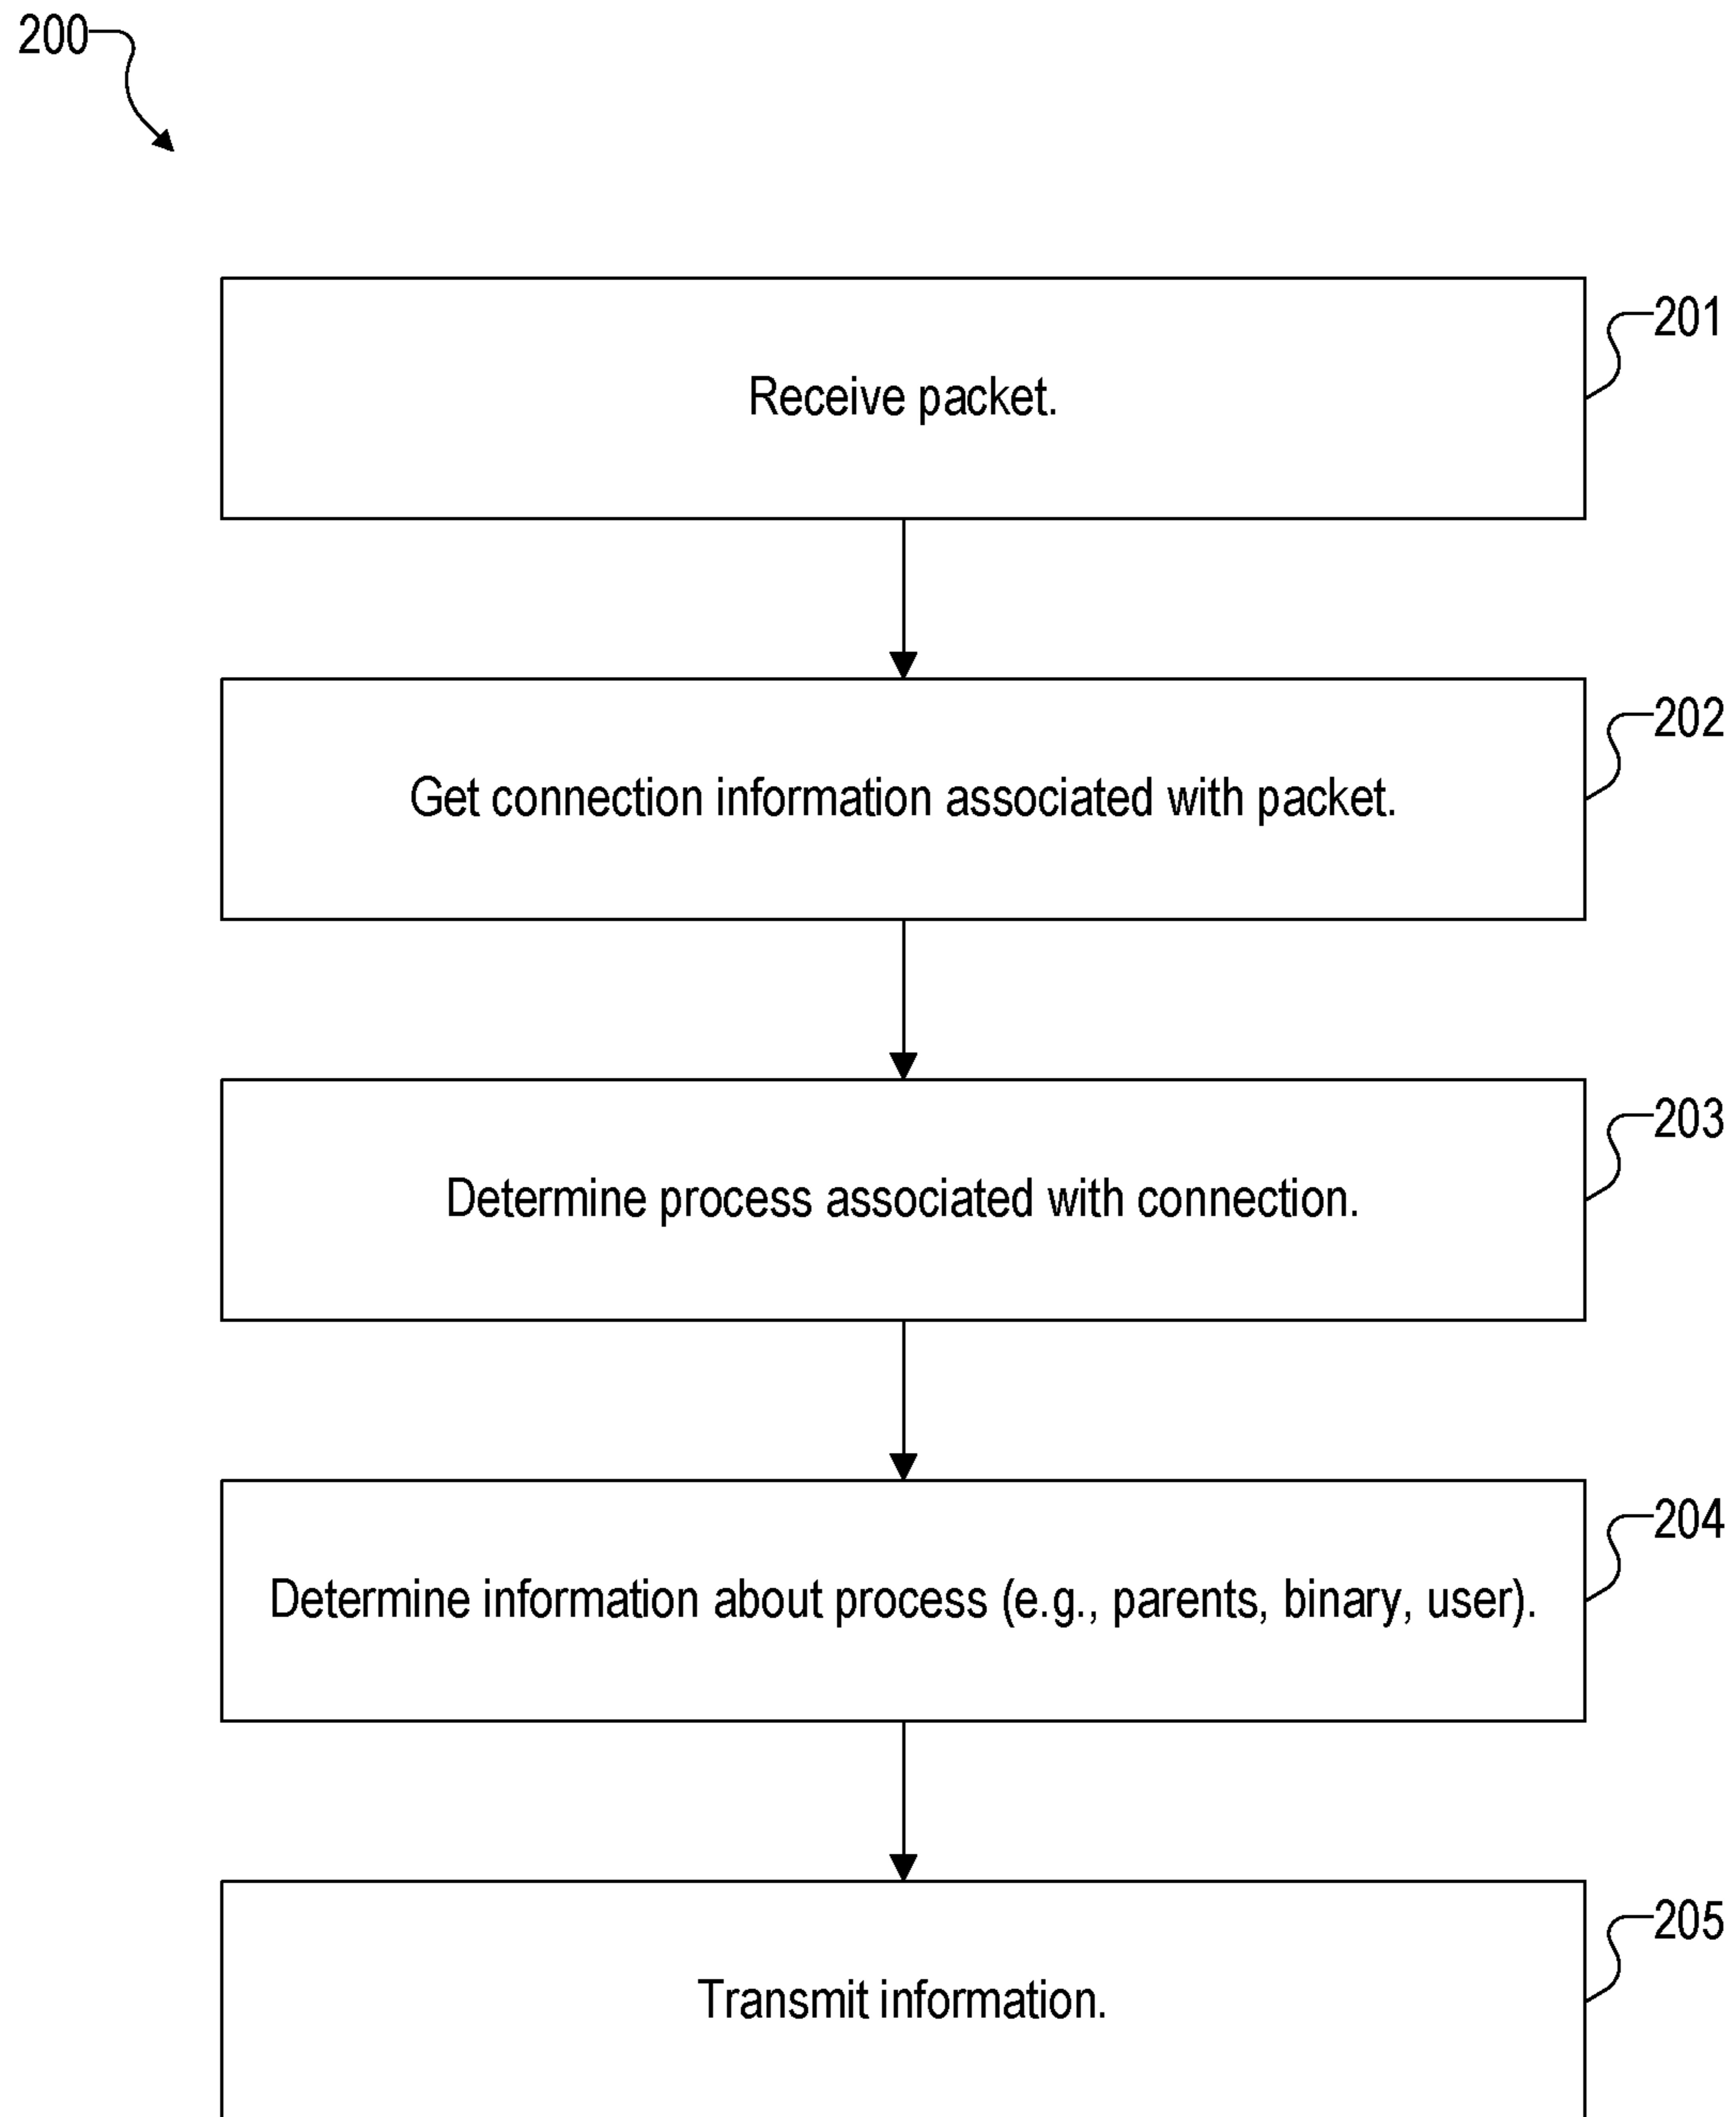 200
201
Receive packet.
202
Get connection information associated with packet.
203
Determine process associated with connection.
204
Determine information about process (e.g., parents, binary, user).
205
Transmit information.